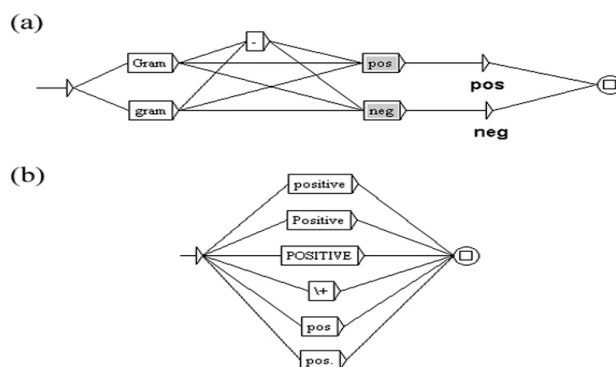 (a)
-
Gram
pos
pos
gram
neg
neg
(b)
positive
Positive
POSITIVE
\+
pos
pos.